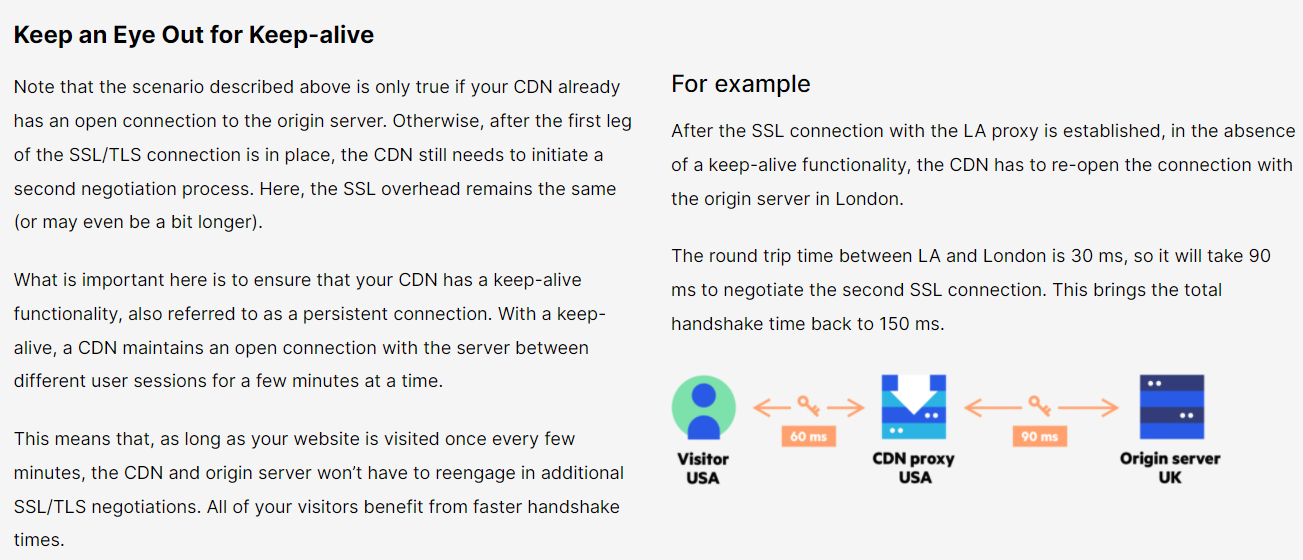 Keep an Eye Out for Keep-alive
Note that the scenario described above is only true if your CDN already
has an open connection to the origin server. Otherwise, after the first leg
of the SSL/TLS connection is in place, the CDN still needs to initiate a
second negotiation process. Here, the SSL overhead remains the same
(or may even be a bit longer).
What is important here is to ensure that your CDN has a keep-alive
functionality, also referred to as a persistent connection. With a keep-
alive, a CDN maintains an open connection with the server between
different user sessions for a few minutes at a time.
This means that, as long as your website is visited once every few
minutes, the CDN and origin server won’t have to reengage in additional
SSL/TLS negotiations. All of your visitors benefit from faster handshake
times.
For example
After the SSL connection with the LA proxy is established, in the absence
of a keep-alive functionality, the CDN has to re-open the connection with
the origin server in London.
The round trip time between LA and London is 30 ms, so it will take 90
ms to negotiate the second SSL connection. This brings the total
handshake time back to 150 ms.
60 ms
90 ms
Visitor
USA
CDN proxy
USA
Origin server
UK